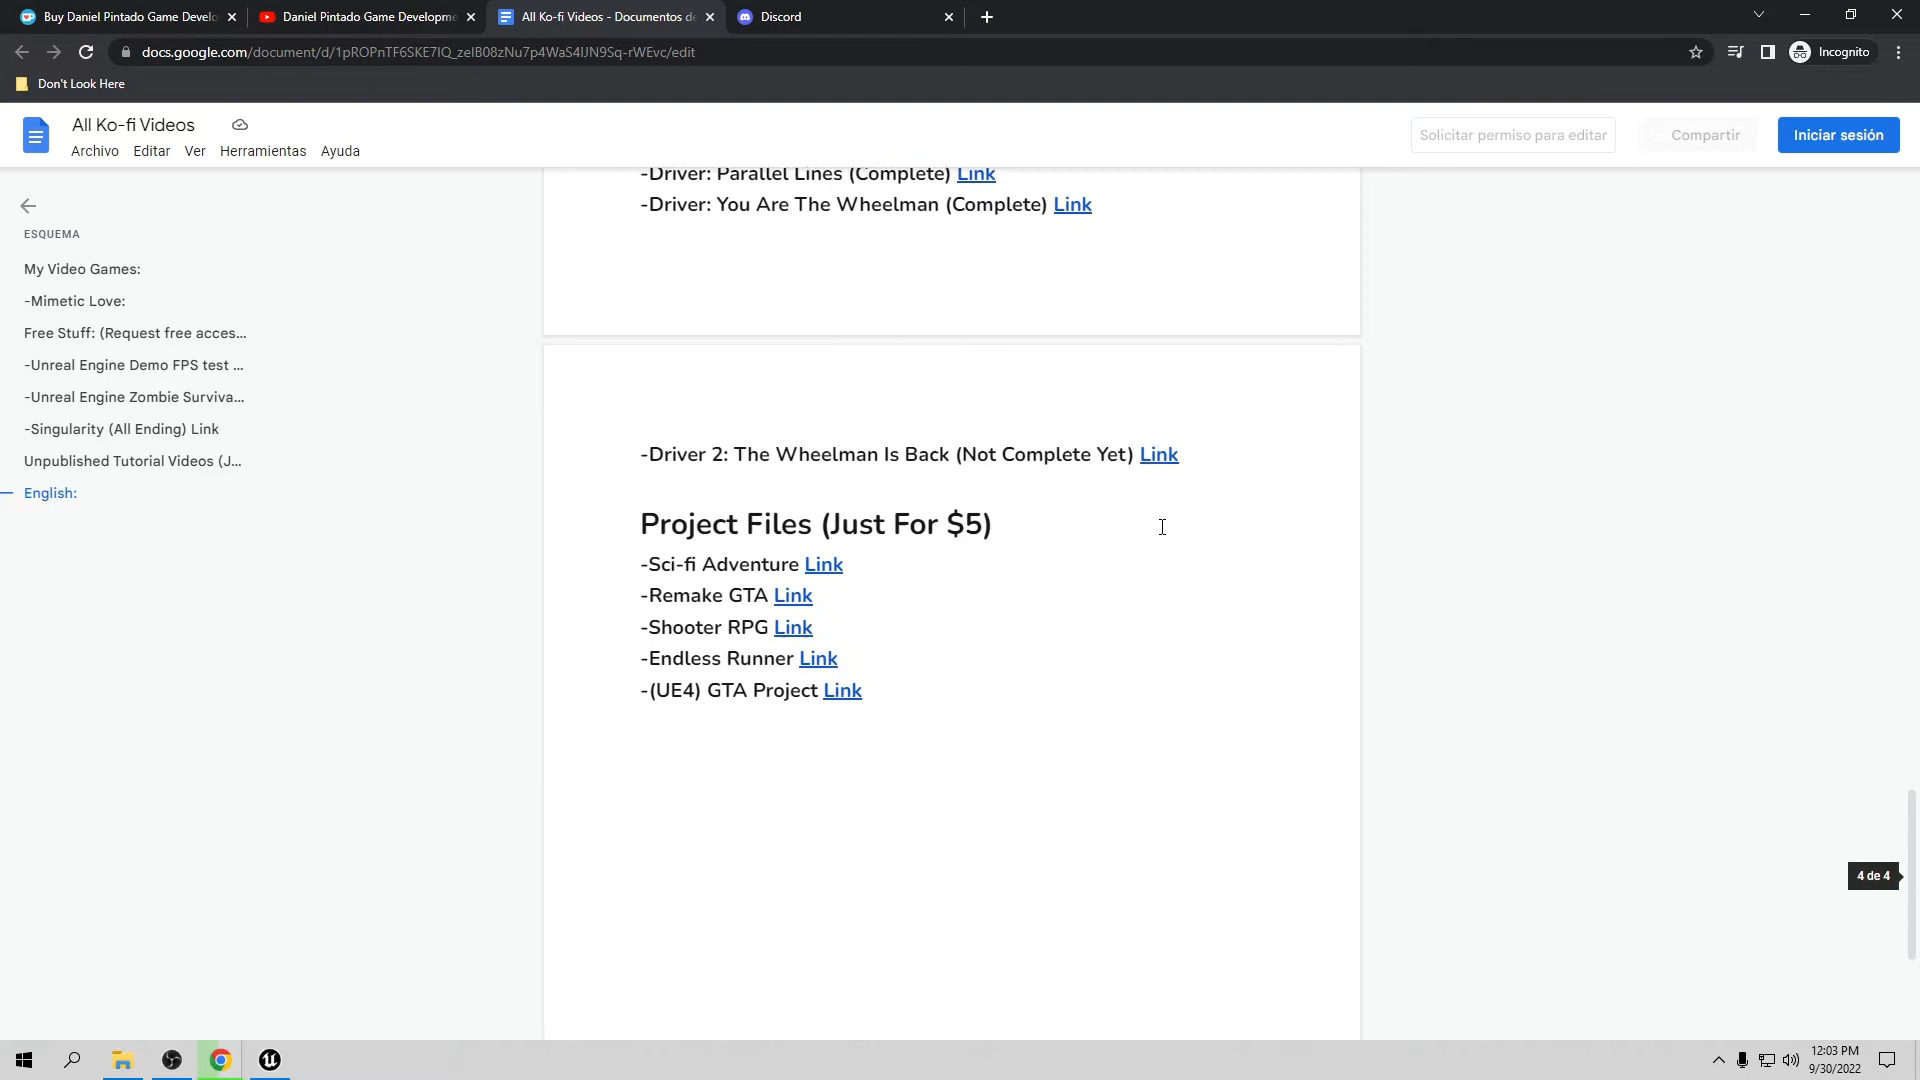 Buy Daniel Pintado Game Develo
Daniel Pintado Game Developme
All Ko-fi Videos - Documentos de
Discord
docs.google.com/document/d/1pROPnTF6SKE7IQ_zeIB08zNu7p4WaS4IJN9Sq-rWEvc/edit
Incognito
Don't Look Here
All Ko-fi Videos
Archivo Editar Ver Herramientas Ayuda
Solicitar permiso para editar
Compartir
Iniciar sesión
ESQUEMA
My Video Games:
-Mimetic Love:
Free Stuff: (Request free acces...
-Unreal Engine Demo FPS test ...
-Unreal Engine Zombie Surviva...
-Singularity (All Ending) Link
Unpublished Tutorial Videos (J...
English:
-Driver: Parallel Lines (Complete) Link
-Driver: You Are The Wheelman (Complete) Link
-Driver 2: The Wheelman Is Back (Not Complete Yet) Link
Project Files (Just For $5)
-Sci-fi Adventure Link
-Remake GTA Link
-Shooter RPG Link
-Endless Runner Link
-(UE4) GTA Project Link
4 de 4
12:03 PM
9/30/2022